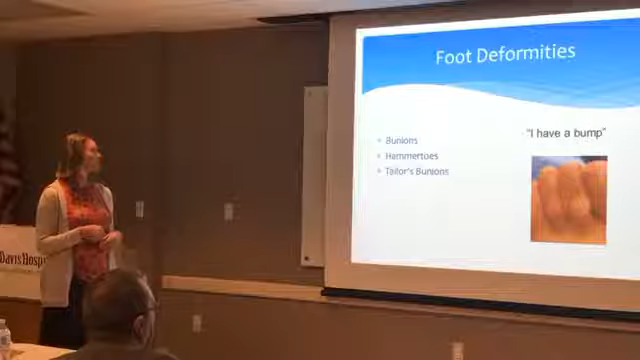 Foot Deformities
"I have a bump"
Bunions
Hammertoes
Tailor's Bunions
Davis Hosp